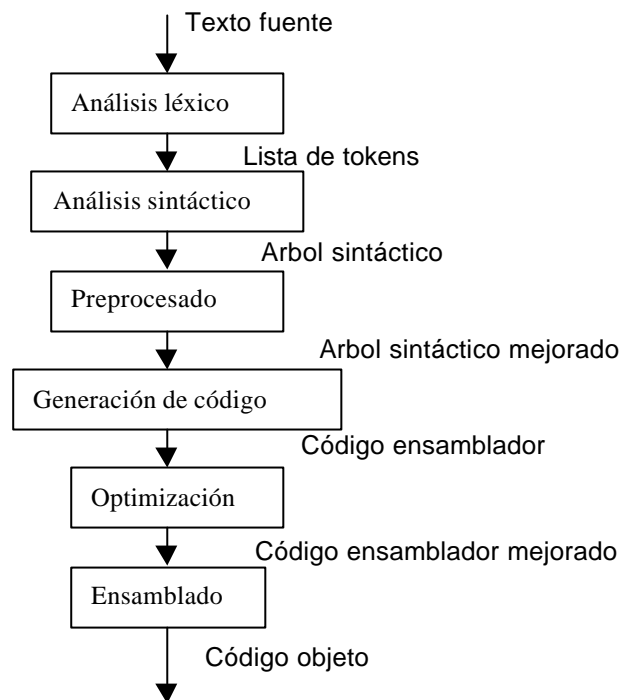 Texto fuente
Análisis léxico
Lista de tokens
Análisis sintáctico
Arbol sintáctico
Preprocesado
Arbol sintáctico mejorado
Generación de código
Código ensamblador
Optimización
Código ensamblador mejorado
Ensamblado
Código objeto